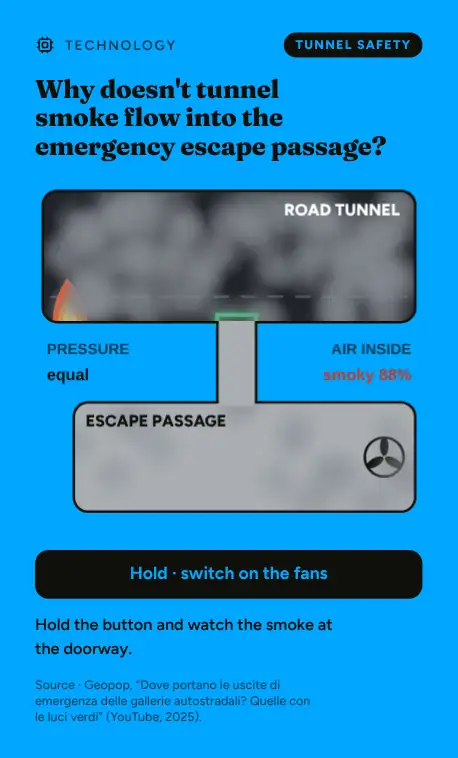 TECHNOLOGY
TUNNEL SAFETY
Why doesn't tunnel
smoke flow into the
emergency escape passage?
ROAD TUNNEL
PRESSURE
equal
AIR INSIDE
smoky 88%
ESCAPE PASSAGE
Hold · switch on the fans
Hold the button and watch the smoke at
the doorway.
Source · Geopop, "Dove portano le uscite di
emergenza delle gallerie autostradali? Quelle con
le luci verdi" (YouTube, 2025).